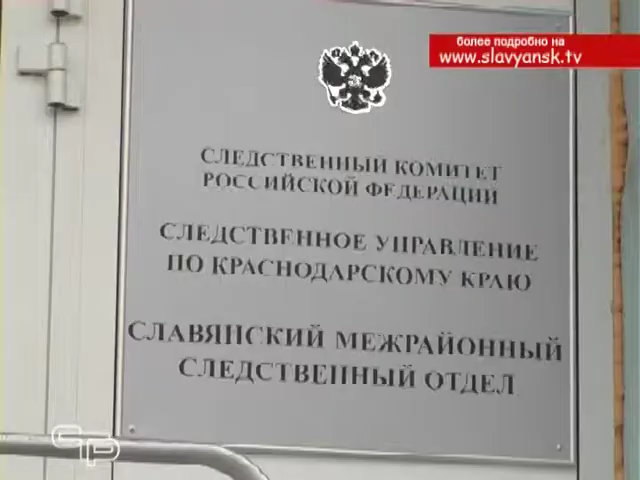 более подробно на
www.slavyansk.tv
СЛЕДСТВЕННЫЙ КОМИТЕТ
РОССИЙСКОЙ ФЕДЕРАЦИИ
СЛЕДСТВЕННОЕ УПРАВЛЕНИЕ
ПО КРАСНОДАРСКОМУ КРАЮ
СЛАВЯНСКИЙ МЕЖРАЙОННЫЙ
СЛЕДСТВЕННЫЙ ОТДЕЛ
СР